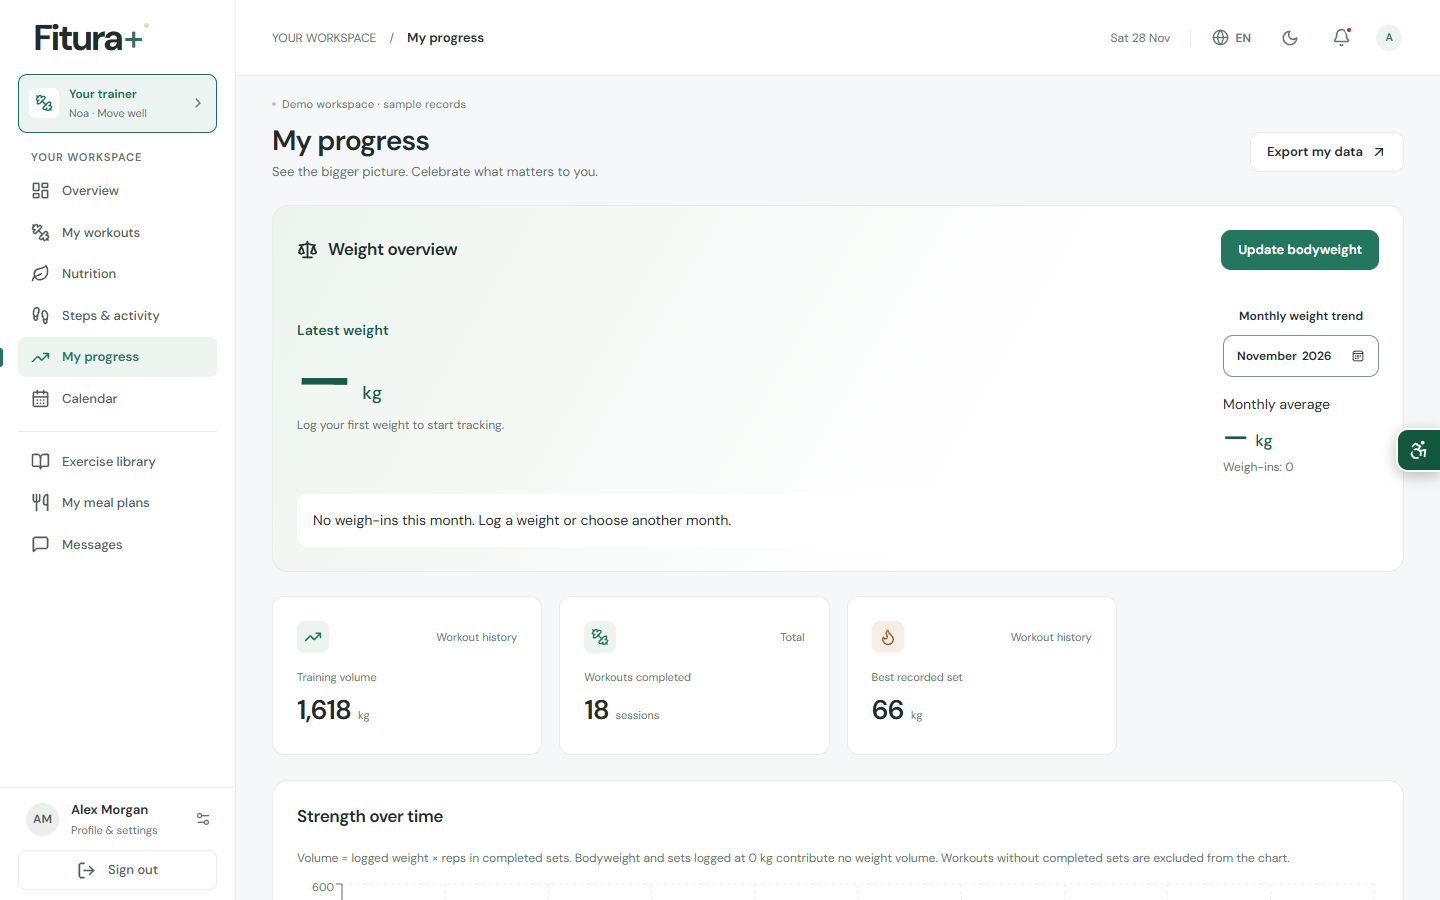 Fitura+
Your trainer
Noa · Move well
YOUR WORKSPACE
Overview
My workouts
Nutrition
Steps & activity
My progress
Calendar
Exercise library
My meal plans
Messages
AM
Alex Morgan
Profile & settings
Sign out
YOUR WORKSPACE / My progress
Sat 28 Nov
EN
A
Demo workspace · sample records
My progress
See the bigger picture. Celebrate what matters to you.
Export my data
Weight overview
Update bodyweight
Latest weight
— kg
Log your first weight to start tracking.
Monthly weight trend
November 2026
Monthly average
— kg
Weigh-ins: 0
No weigh-ins this month. Log a weight or choose another month.
Workout history
Training volume
1,618 kg
Total
Workouts completed
18 sessions
Workout history
Best recorded set
66 kg
Strength over time
Volume = logged weight × reps in completed sets. Bodyweight and sets logged at 0 kg contribute no weight volume. Workouts without completed sets are excluded from the chart.
600